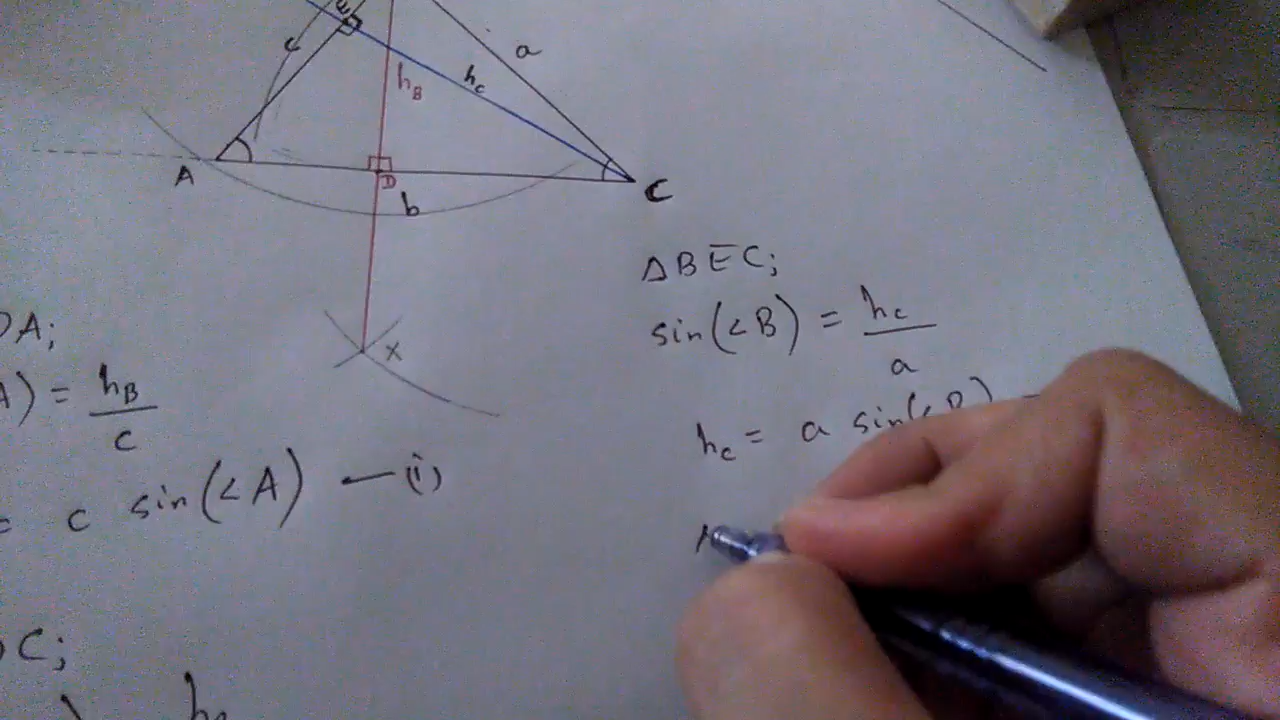 E
c
a
h_B
h_c
A
D
b
C
X
ΔBEC;
sin(∠B) = h_c / a
h_c = a sin(∠B) —
DA;
A) = h_B / c
= c sin(∠A) — (i)
C;